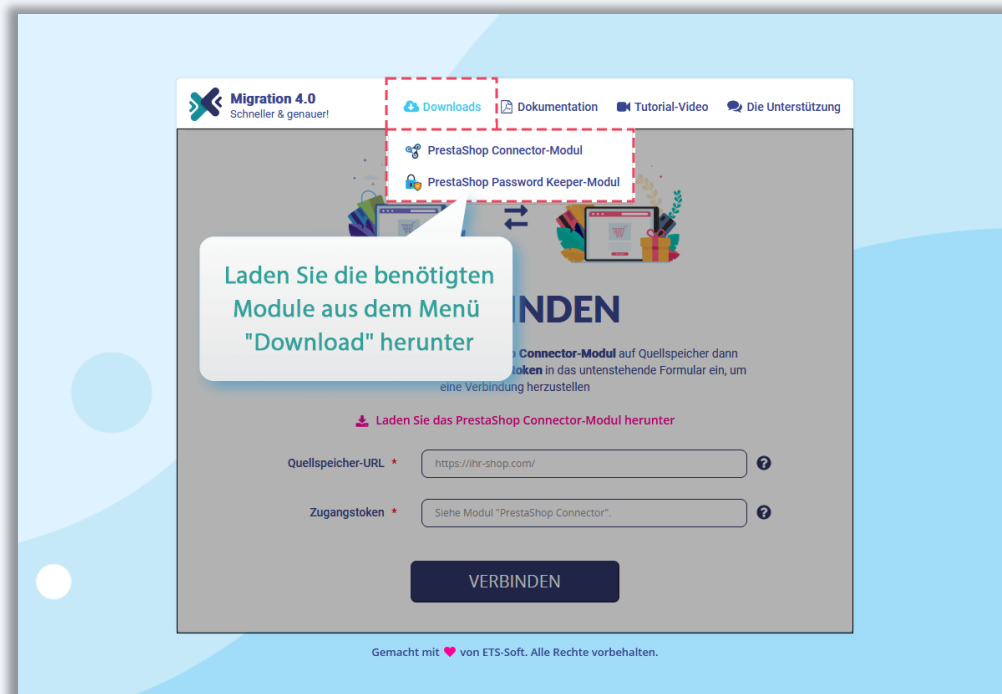 Migration 4.0
Schneller & genauer!
Downloads
Dokumentation
Tutorial-Video
Die Unterstützung
PrestaShop Connector-Modul
PrestaShop Password Keeper-Modul
Laden Sie die benötigten
Module aus dem Menü
"Download" herunter
NDEN
Connector-Modul auf Quellspeicher dann
oken in das untenstehende Formular ein, um
eine Verbindung herzustellen
Laden Sie das PrestaShop Connector-Modul herunter
Quellspeicher-URL *
https://ihr-shop.com/
Zugangstoken *
Siehe Modul "PrestaShop Connector".
VERBINDEN
Gemacht mit von ETS-Soft. Alle Rechte vorbehalten.